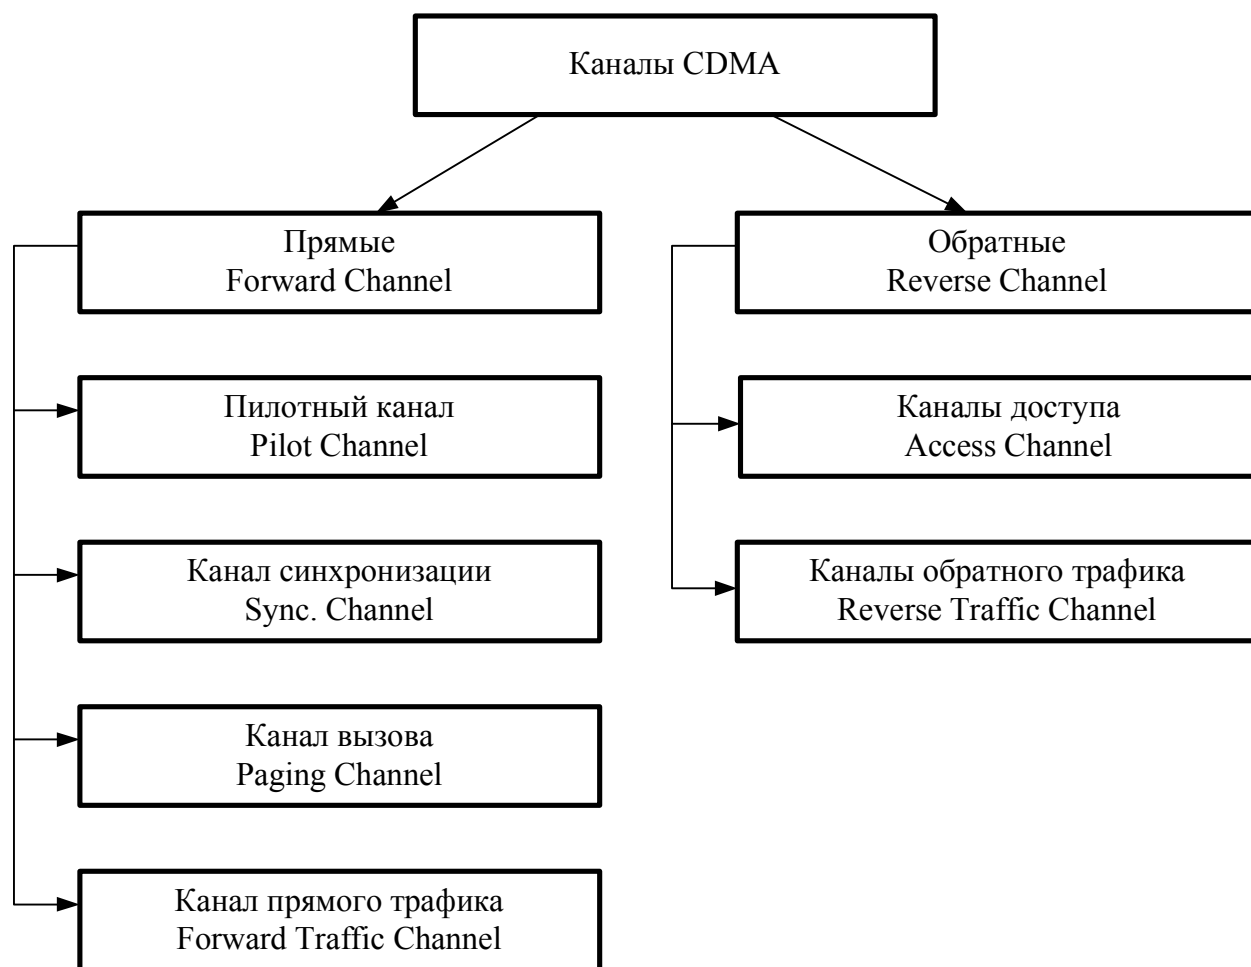 Каналы CDMA
Прямые
Forward Channel
Обратные
Reverse Channel
Пилотный канал
Pilot Channel
Каналы доступа
Access Channel
Канал синхронизации
Sync. Channel
Каналы обратного трафика
Reverse Traffic Channel
Канал вызова
Paging Channel
Канал прямого трафика
Forward Traffic Channel